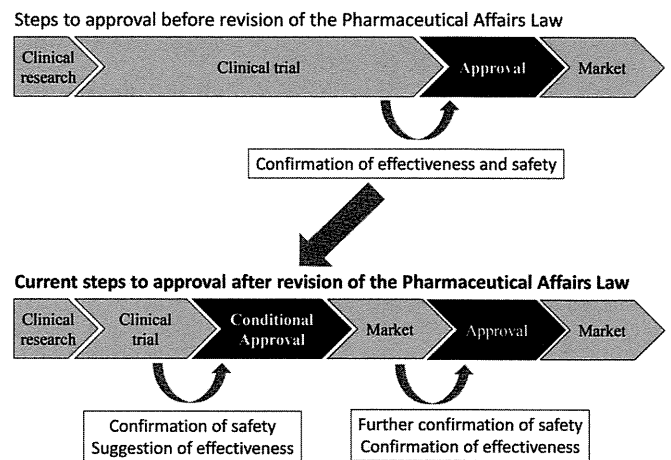 Steps to approval before revision of the Pharmaceutical Affairs Law
Clinical
research
Clinical trial
Approval
Market
Confirmation of effectiveness and safety
Current steps to approval after revision of the Pharmaceutical Affairs Law
Clinical
research
Clinical
trial
Conditional
Approval
Market
Approval
Market
Confirmation of safety
Suggestion of effectiveness
Further confirmation of safety
Confirmation of effectiveness